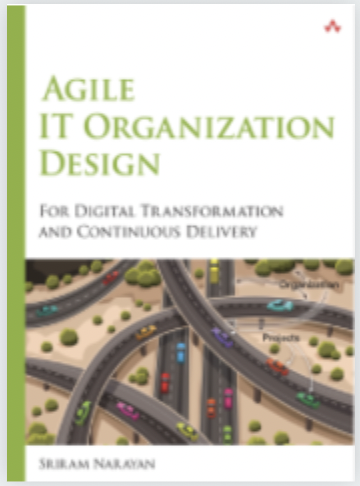 AGILE
IT ORGANIZATION
DESIGN
FOR DIGITAL TRANSFORMATION
AND CONTINUOUS DELIVERY
Organization
Projects
SRIRAM NARAYAN